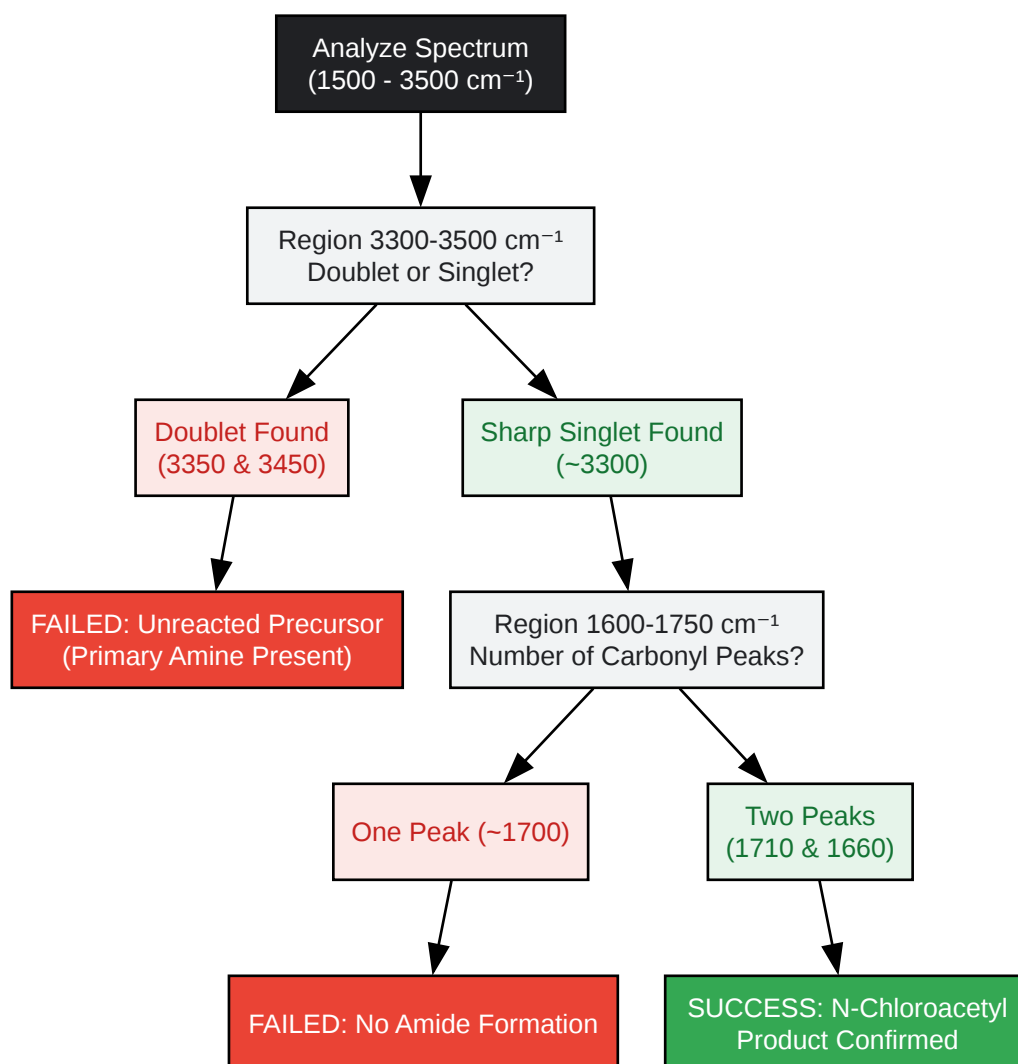 Analyze Spectrum
(1500 - 3500 cm⁻¹)
Region 3300-3500 cm⁻¹
Doublet or Singlet?
Doublet Found
(3350 & 3450)
Sharp Singlet Found
(~3300)
FAILED: Unreacted Precursor
(Primary Amine Present)
Region 1600-1750 cm⁻¹
Number of Carbonyl Peaks?
One Peak (~1700)
Two Peaks
(1710 & 1660)
FAILED: No Amide Formation
SUCCESS: N-Chloroacetyl
Product Confirmed